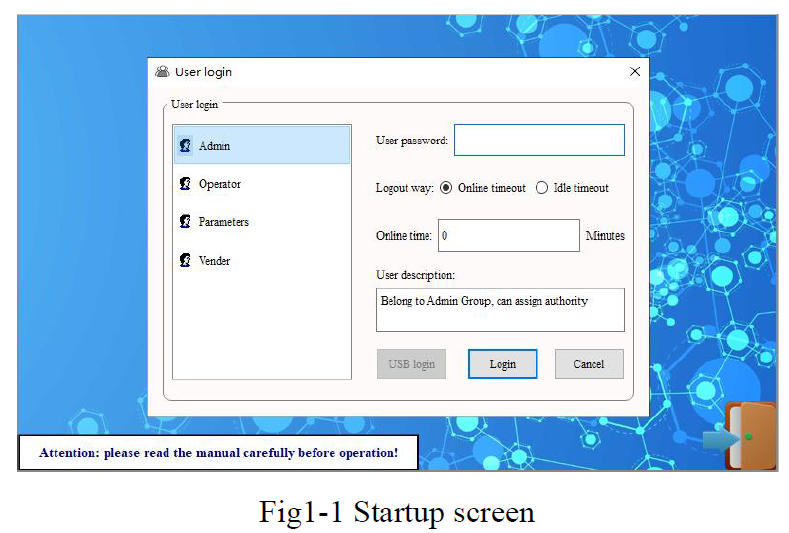 User login
User login
Admin
Operator
Parameters
Vender
User password:
Logout way: Online timeout Idle timeout
Online time: 0 Minutes
User description:
Belong to Admin Group, can assign authority
USB login Login Cancel
Attention: please read the manual carefully before operation!
Fig1-1 Startup screen